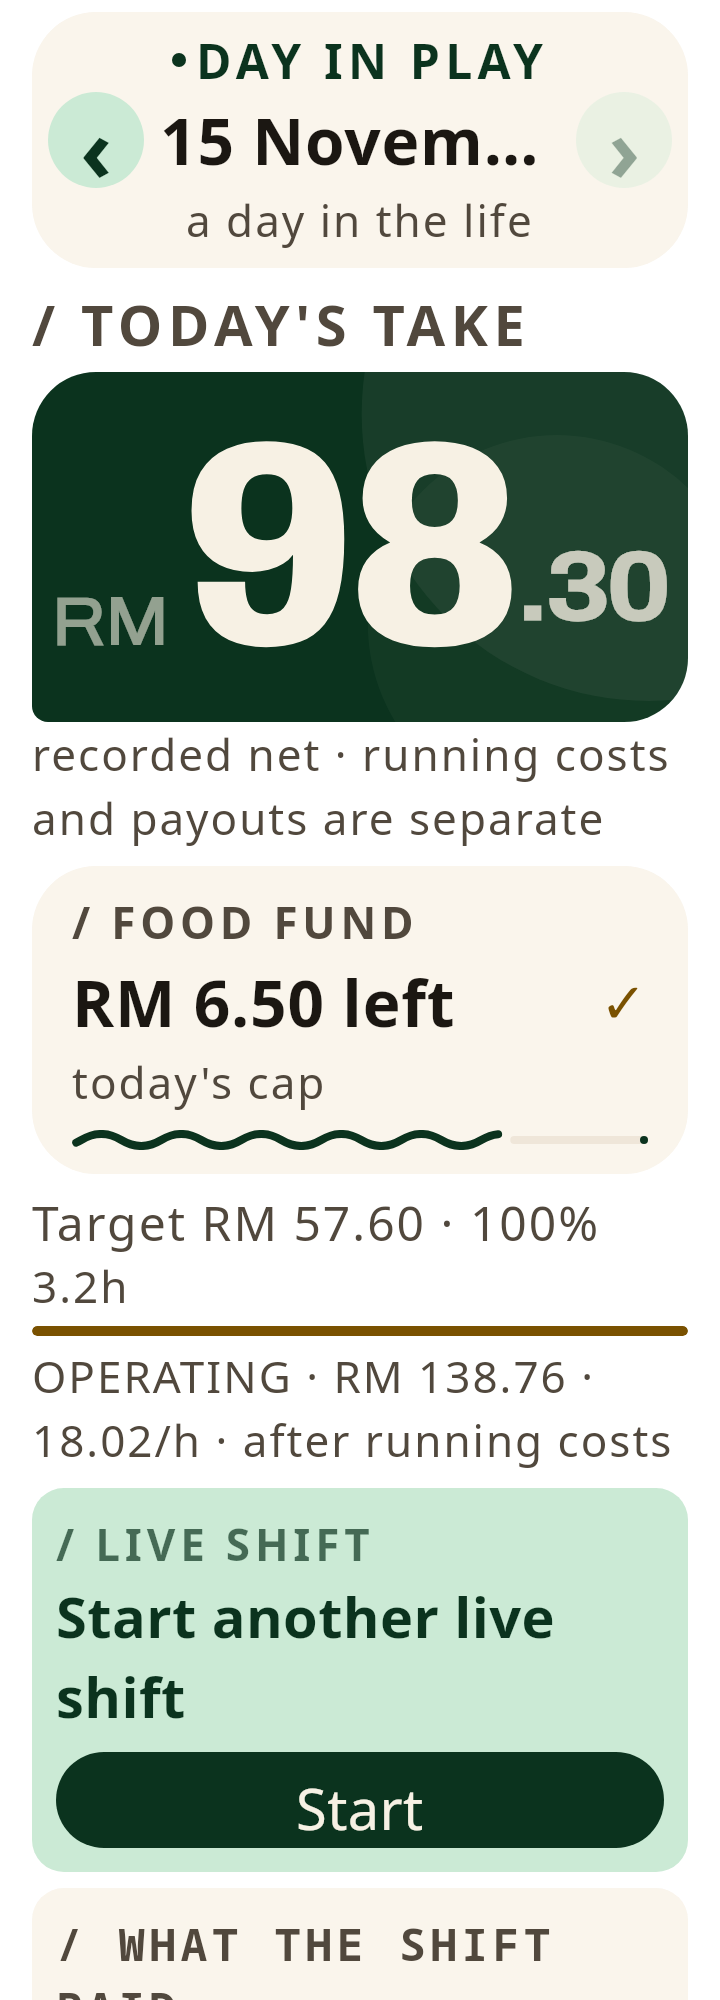 •DAY IN PLAY
‹ 15 Novem... ›
a day in the life
/ TODAY'S TAKE
RM 98.30
recorded net · running costs
and payouts are separate
/ FOOD FUND
RM 6.50 left ✓
today's cap
Target RM 57.60 · 100%
3.2h
OPERATING · RM 138.76 ·
18.02/h · after running costs
/ LIVE SHIFT
Start another live
shift
Start
/ WHAT THE SHIFT
PAID